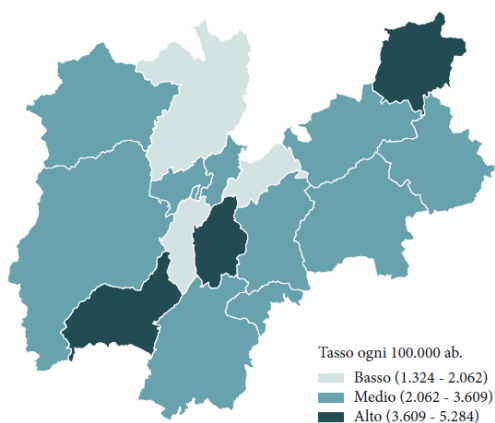 Tasso ogni 100.000 ab.
Basso (1.324 - 2.062)
Medio (2.062 - 3.609)
Alto (3.609 - 5.284)